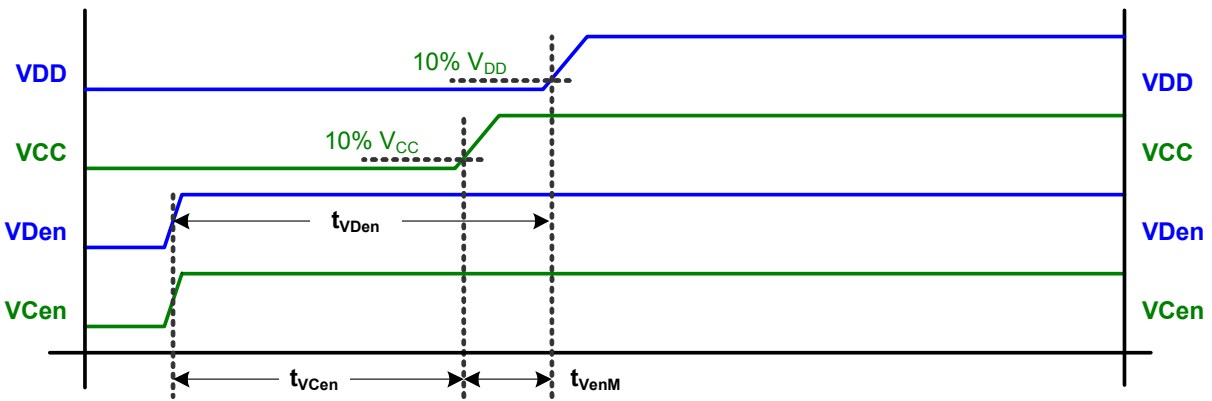 10% VDD
VDD VDD
10% VCC
VCC VCC
VDen tVDen VDen
VCen VCen
tVCen tVenM